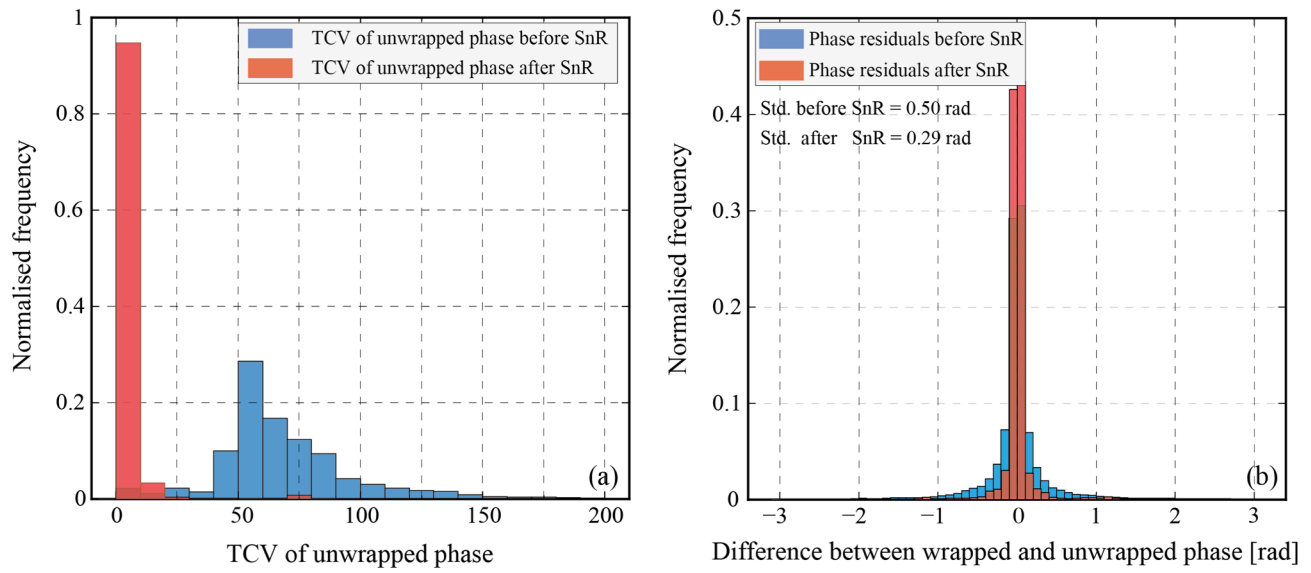 TCV of unwrapped phase before SnR
TCV of unwrapped phase after SnR
1
0.8
0.6
0.4
0.2
0
Normalised frequency
0 50 100 150 200
TCV of unwrapped phase
(a)
Phase residuals before SnR
Phase residuals after SnR
Std. before SnR = 0.50 rad
Std. after SnR = 0.29 rad
0.5
0.4
0.3
0.2
0.1
0
Normalised frequency
−3 −2 −1 0 1 2 3
Difference between wrapped and unwrapped phase [rad]
(b)